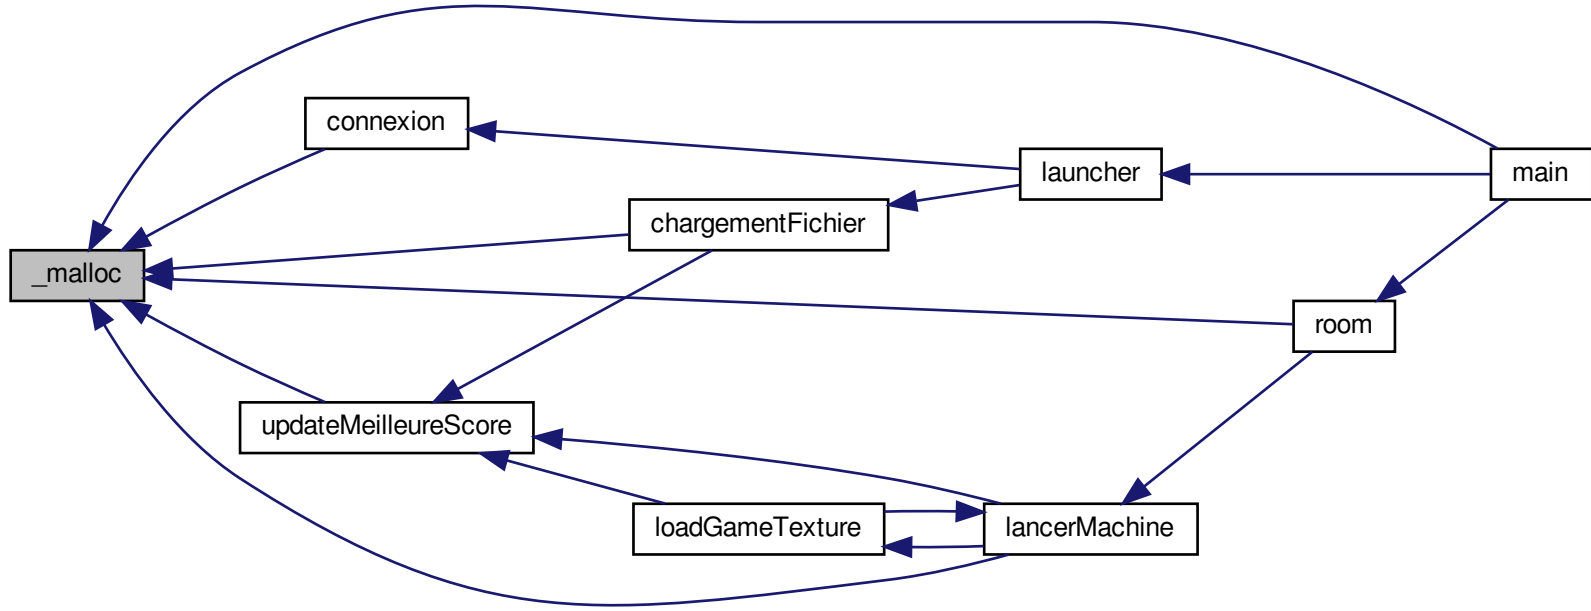 connexion
launcher
main
chargementFichier
_malloc
room
updateMeilleureScore
loadGameTexture
lancerMachine